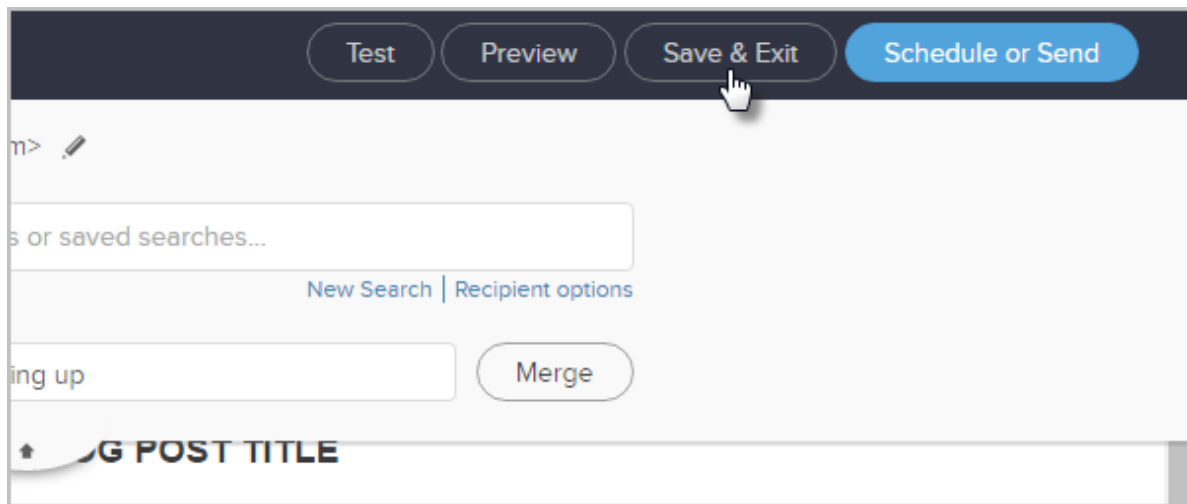 Test Preview Save & Exit Schedule or Send
m>
s or saved searches...
New Search | Recipient options
ing up Merge
G POST TITLE